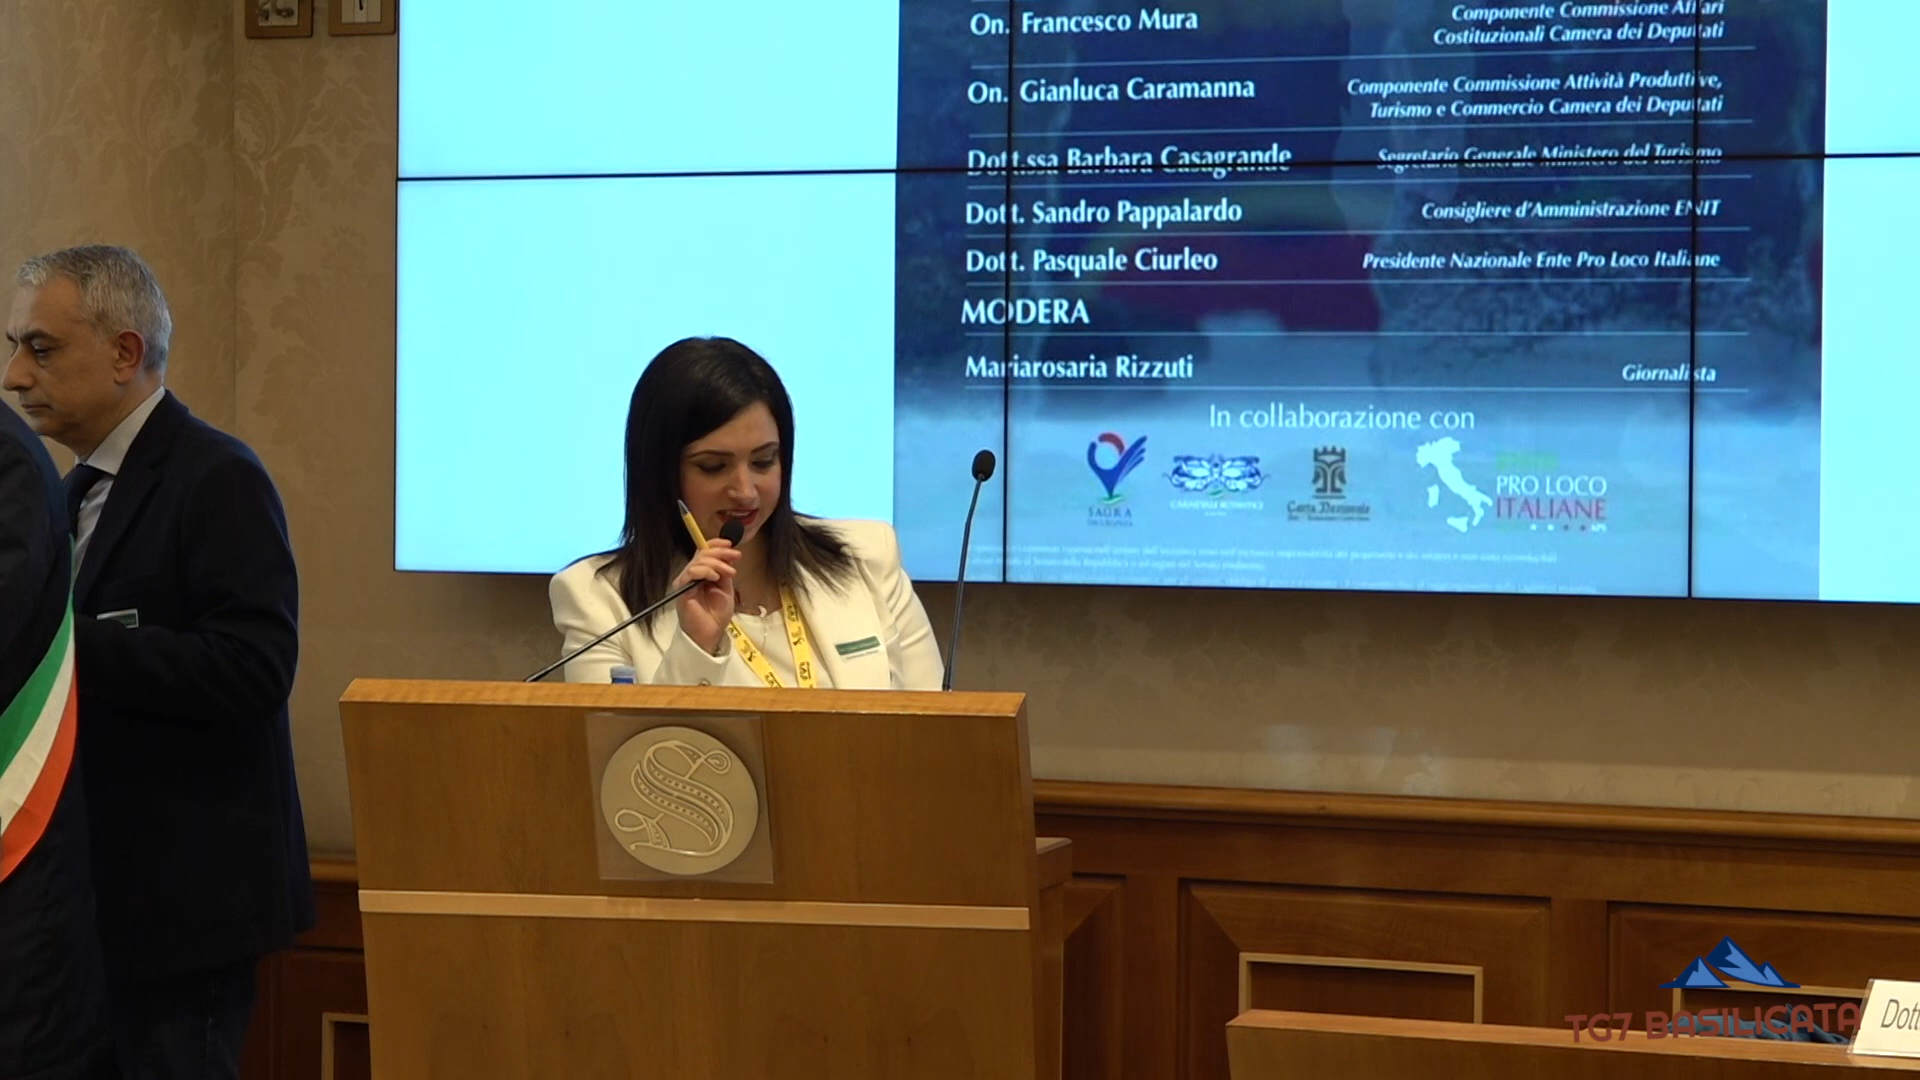 On. Francesco Mura
Componente Commissione Affari
Costituzionali Camera dei Deputati
On. Gianluca Caramanna
Componente Commissione Attività Produttive,
Turismo e Commercio Camera dei Deputati
Dott.ssa Barbara Casagrande
Segretario Generale Ministero del Turismo
Dott. Sandro Pappalardo
Consigliere d'Amministrazione ENIT
Dott. Pasquale Ciurleo
Presidente Nazionale Ente Pro Loco Italiane
MODERA
Mariarosaria Rizzuti
Giornalista
In collaborazione con
SAGRA
PRO LOCO
ITALIANE
TG7 BASILICATA
Dott